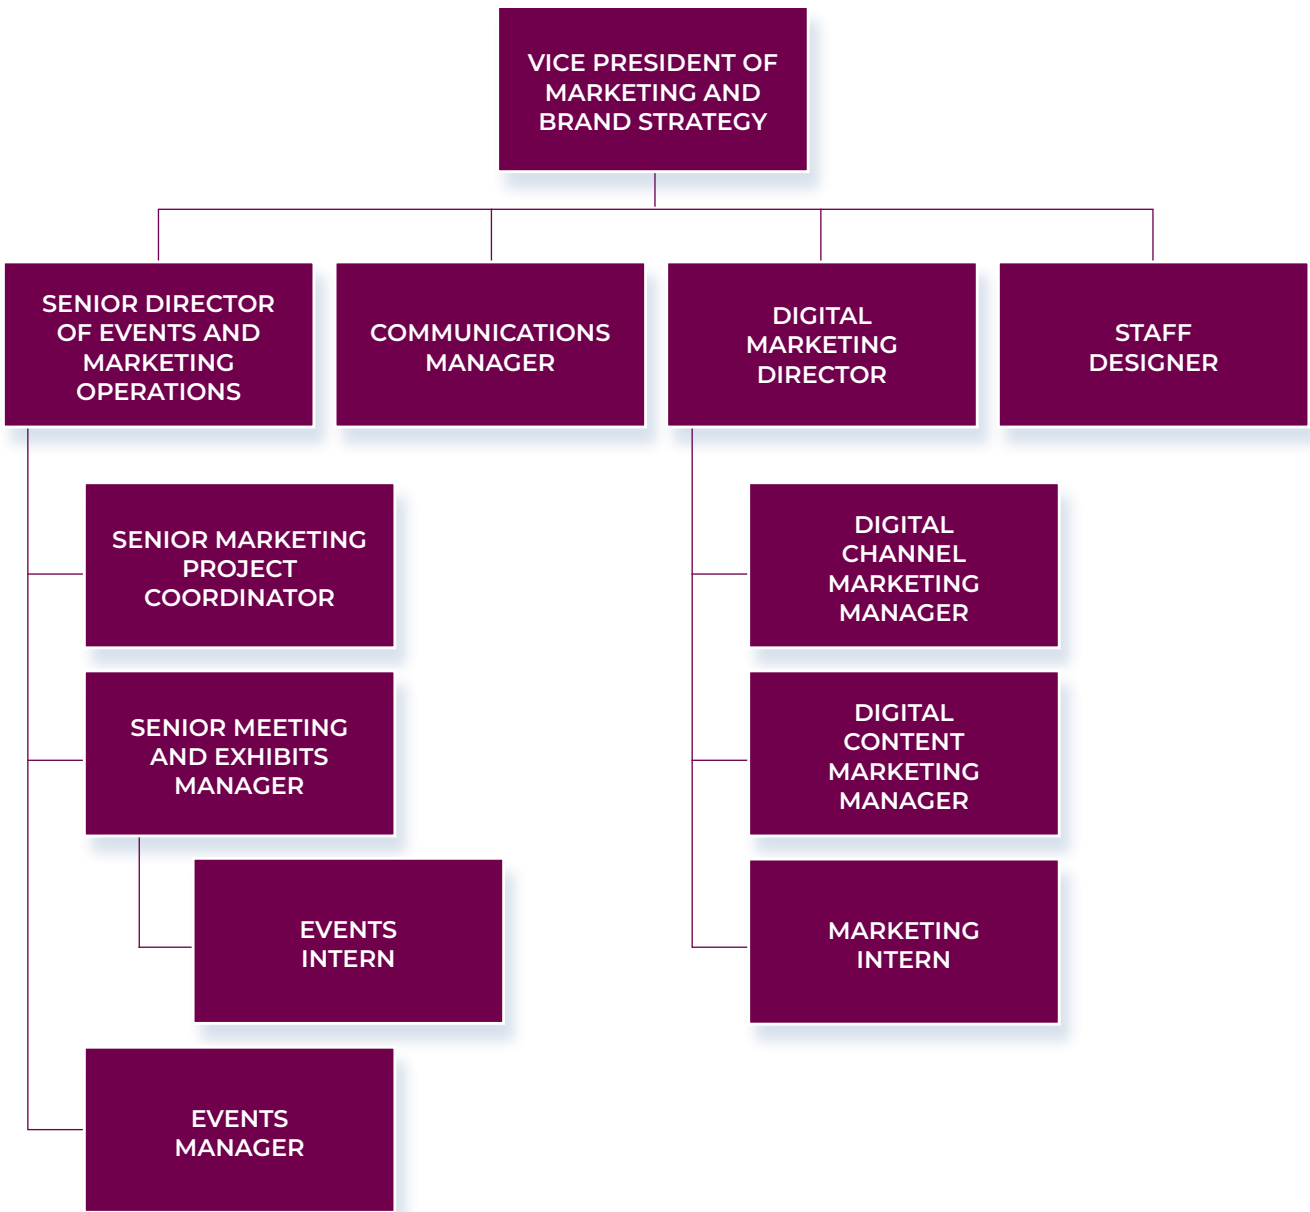 VICE PRESIDENT OF
MARKETING AND
BRAND STRATEGY
SENIOR DIRECTOR
OF EVENTS AND
MARKETING
OPERATIONS
COMMUNICATIONS
MANAGER
DIGITAL
MARKETING
DIRECTOR
STAFF
DESIGNER
SENIOR MARKETING
PROJECT
COORDINATOR
SENIOR MEETING
AND EXHIBITS
MANAGER
EVENTS
INTERN
EVENTS
MANAGER
DIGITAL
CHANNEL
MARKETING
MANAGER
DIGITAL
CONTENT
MARKETING
MANAGER
MARKETING
INTERN